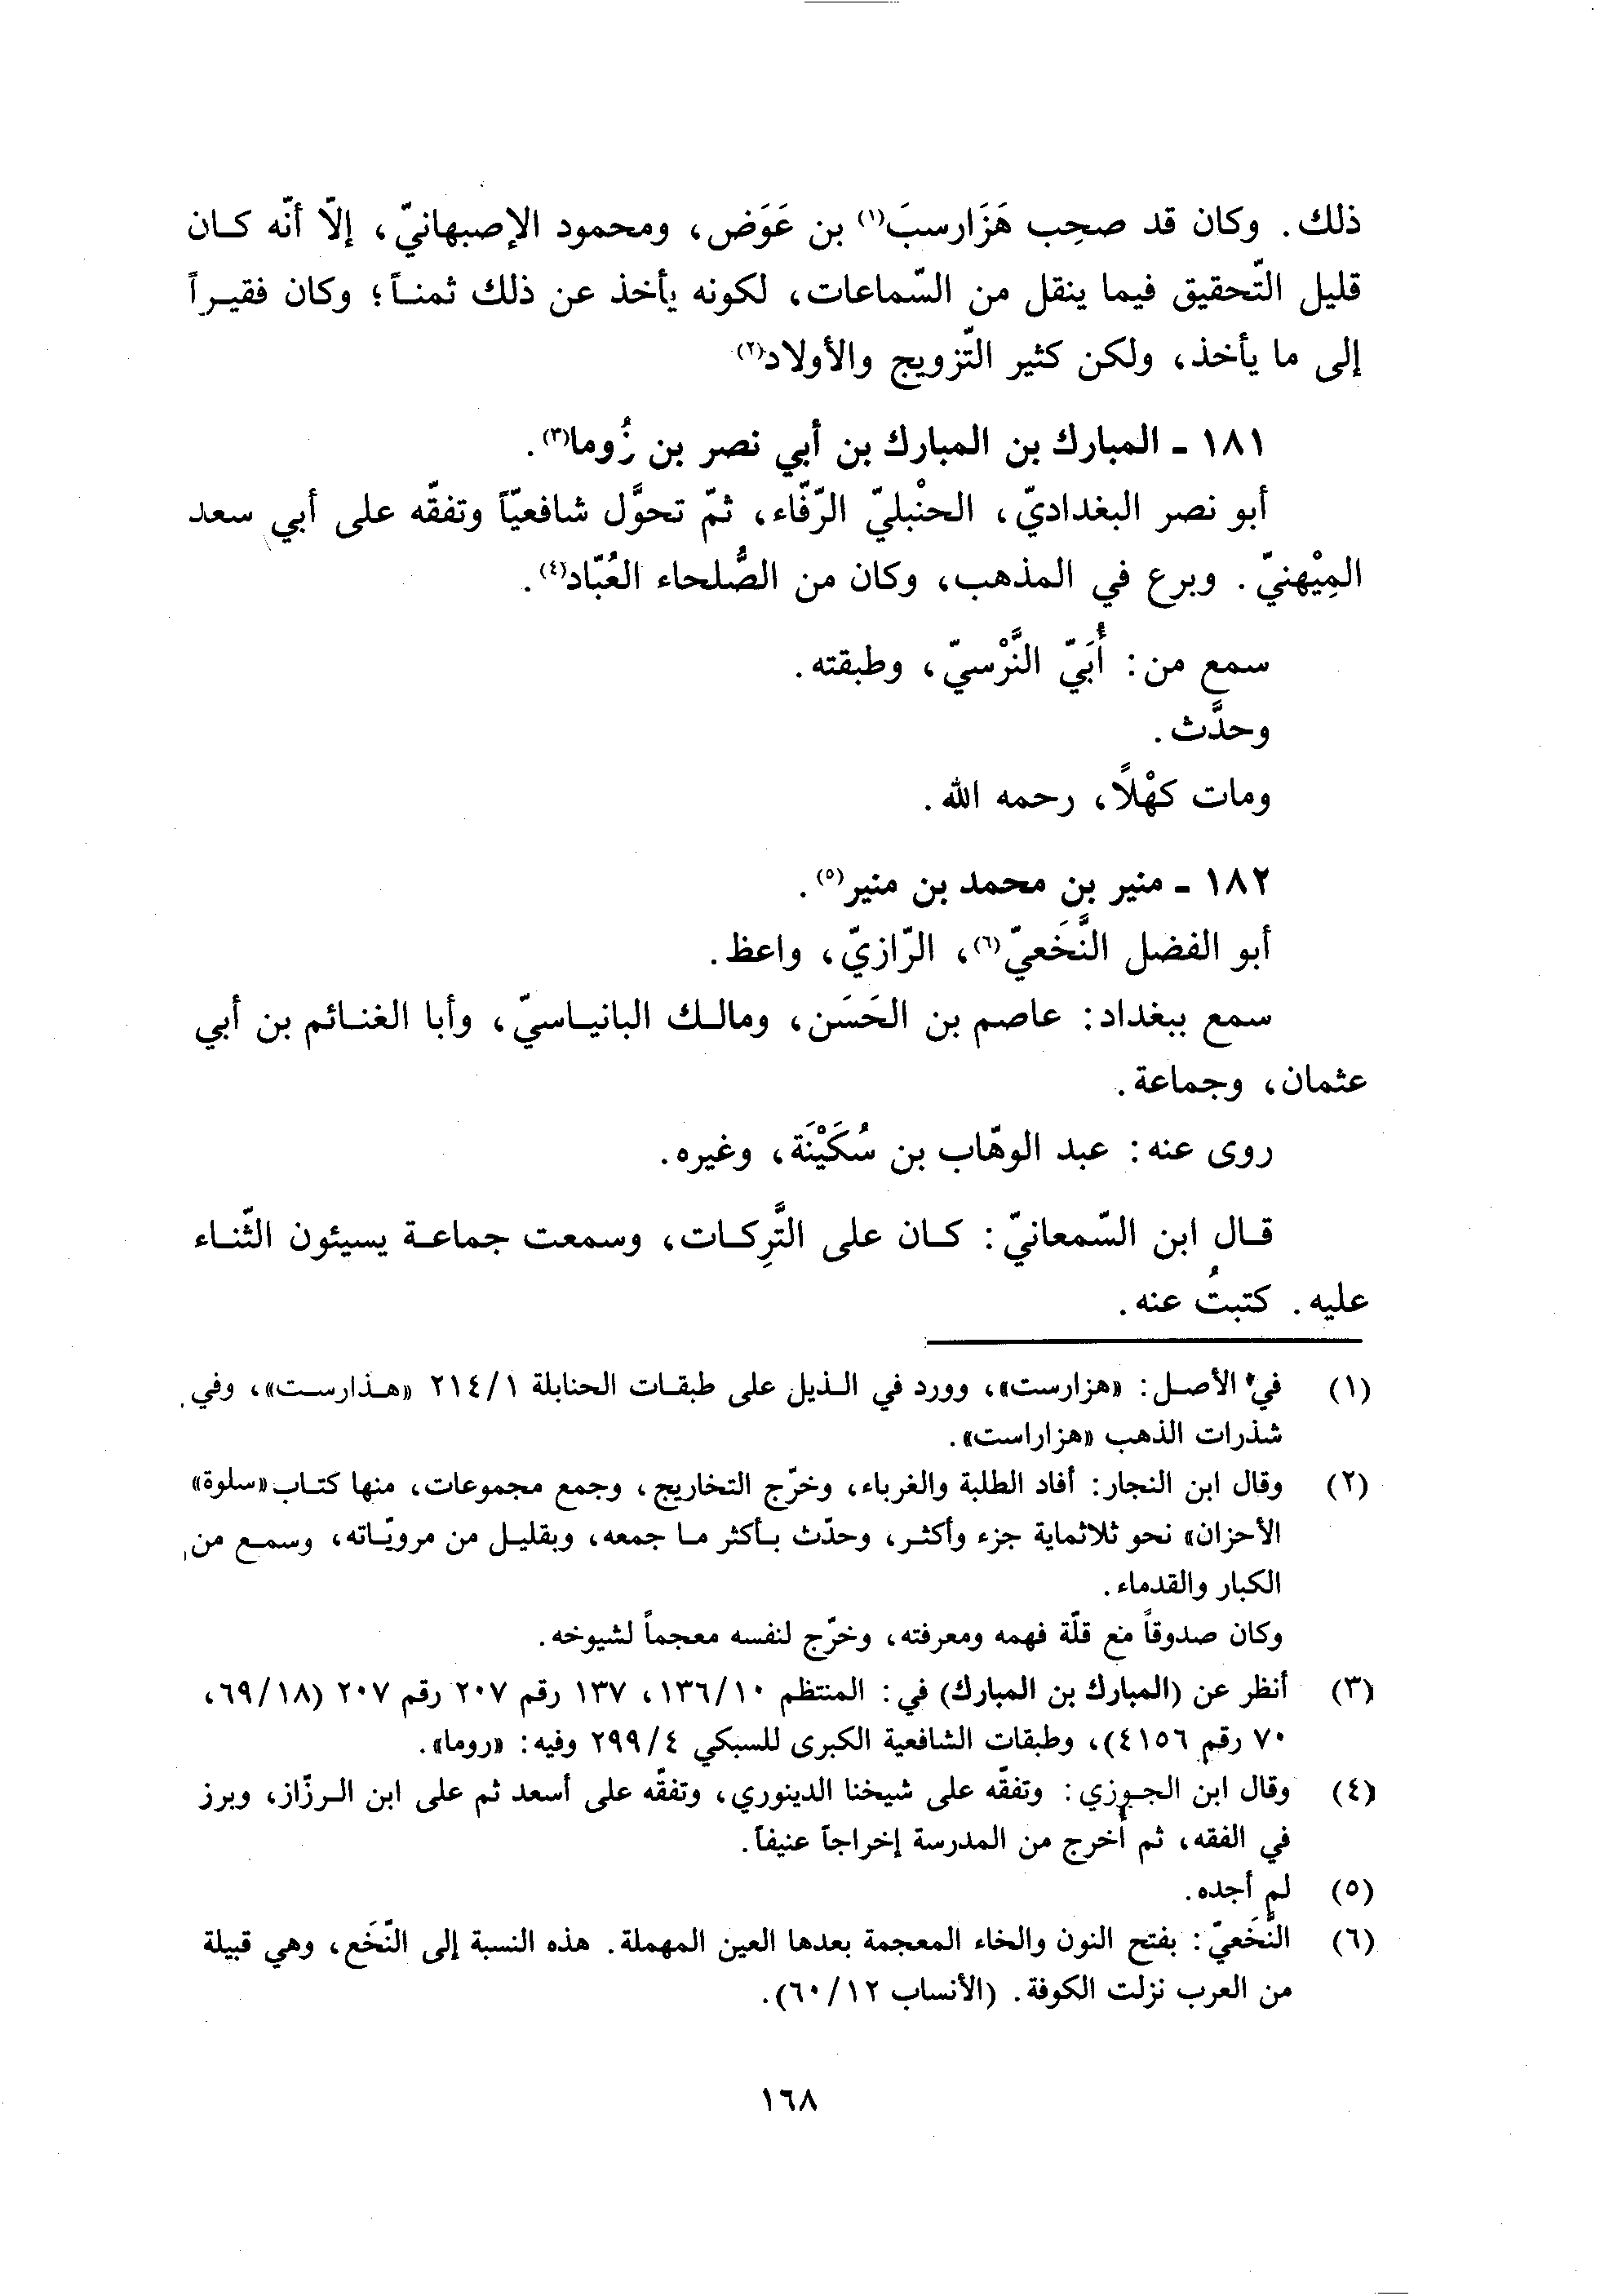 ذلك. وكان قد صحِب هَزَارسبَ(١) بن عَوَض، ومحمود الإصبهانيّ، إلّا أنّه كان
قليل التّحقيق فيما ينقل من السّماعات، لكونه يأخذ عن ذلك ثمناً؛ وكان فقيراً
إلى ما يأخذ، ولكن كثير التّزويج والأولاد(٢)
١٨١ - المبارك بن المبارك بن أبي نصر بن زُوما(٣).
أبو نصر البغداديّ، الحنْبليّ الرّفّاء، ثمّ تحوَّل شافعيّاً وتفقّه على أبي سعد
المِيْهنيّ. وبرع في المذهب، وكان من الصُّلحاء العُبّاد(٤).
سمع من: أُبَيّ النَّرْسيّ، وطبقته.
وحدَّث.
ومات كهْلًا، رحمه الله.
١٨٢ - منير بن محمد بن منير(٥).
أبو الفضل النَّخَعيّ(٦)، الرّازيّ، واعظ.
سمع ببغداد: عاصم بن الحَسَن، ومالك البانياسيّ، وأبا الغنائم بن أبي
عثمان، وجماعة.
روى عنه: عبد الوهّاب بن سُكَيْنَة، وغيره.
قال ابن السّمعانيّ: كان على التَّرِكات، وسمعت جماعة يسيئون الثّناء
عليه. كتبتُ عنه.
(١) في الأصل: «هزارست»، وورد في الذيل على طبقات الحنابلة ٢١٤/١ «هذارست»، وفي
شذرات الذهب «هزاراست».
(٢) وقال ابن النجار: أفاد الطلبة والغرباء، وخرّج التخاريج، وجمع مجموعات، منها كتاب «سلوة»
الأحزان» نحو ثلاثماية جزء وأكثر، وحدّث بأكثر ما جمعه، وبقليل من مرويّاته، وسمع من
الكبار والقدماء.
وكان صدوقاً مع قلّة فهمه ومعرفته، وخرّج لنفسه معجماً لشيوخه.
(٣) أنظر عن (المبارك بن المبارك) في: المنتظم ١٣٦/١٠، ١٣٧ رقم ٢٠٧ رقم ٢٠٧ (٦٩/١٨،
٧٠ رقم ٤١٥٦)، وطبقات الشافعية الكبرى للسبكي ٢٩٩/٤ وفيه: «روما».
(٤) وقال ابن الجوزي: وتفقّه على شيخنا الدينوري، وتفقّه على أسعد ثم على ابن الرزّاز، وبرز
في الفقه، ثم أخرج من المدرسة إخراجاً عنيفاً.
(٥) لم أجده.
(٦) النَّخَعيّ: بفتح النون والخاء المعجمة بعدها العين المهملة. هذه النسبة إلى النّخَع، وهي قبيلة
من العرب نزلت الكوفة. (الأنساب ٦٠/١٢).
١٦٨